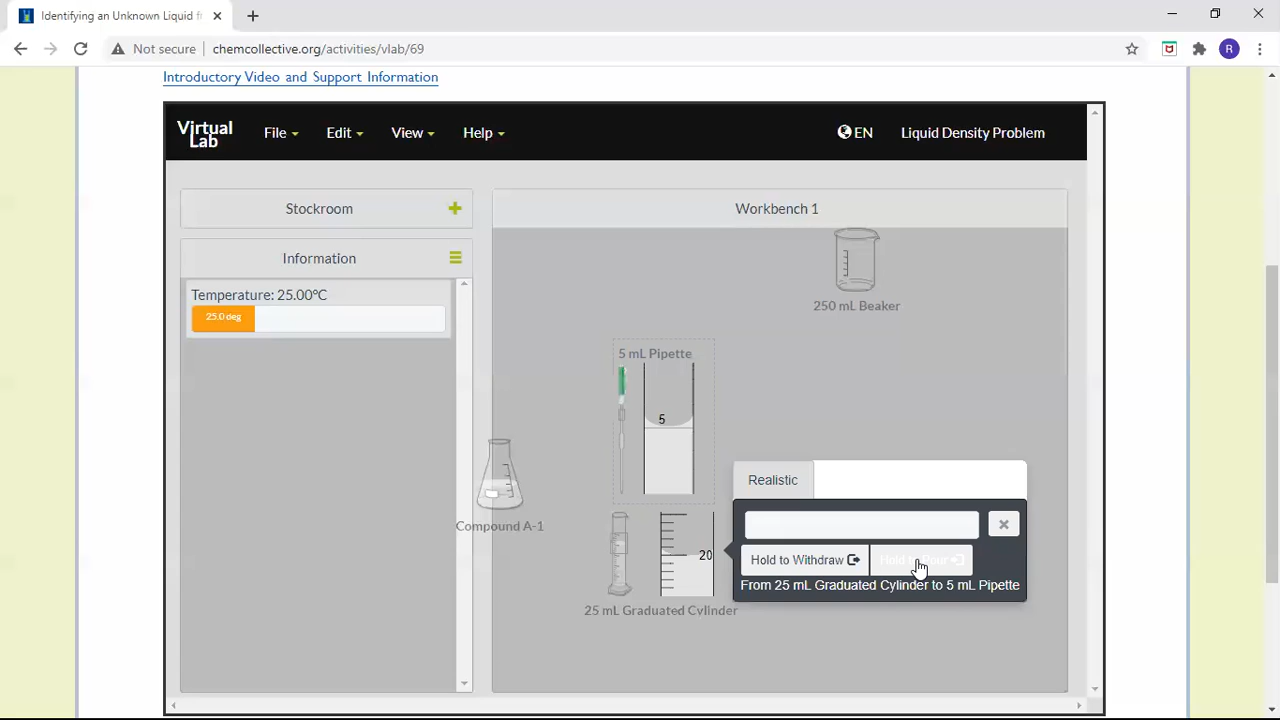 Identifying an Unknown Liquid f
Not secure
chemcollective.org/activities/vlab/69
R
Introductory Video and Support Information
Virtual Lab
File
Edit
View
Help
EN
Liquid Density Problem
Stockroom
Workbench 1
Information
Temperature: 25.00°C
25.0 deg
250 mL Beaker
5 mL Pipette
5
Realistic
Compound A-1
20
Hold to Withdraw
Hold to Pour
From 25 mL Graduated Cylinder to 5 mL Pipette
25 mL Graduated Cylinder